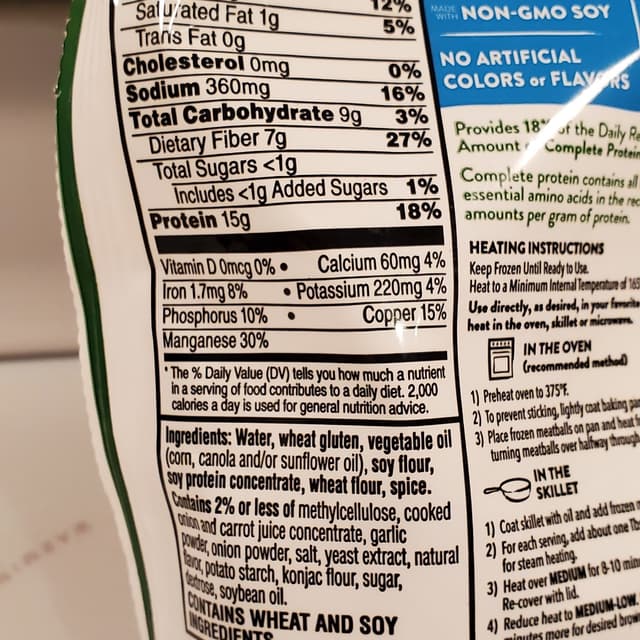 12%
Saturated Fat 1g 5%
Trans Fat 0g
Cholesterol 0mg 0%
Sodium 360mg 16%
Total Carbohydrate 9g 3%
Dietary Fiber 7g 27%
Total Sugars <1g
Includes <1g Added Sugars 1%
Protein 15g 18%
Vitamin D 0mcg 0% • Calcium 60mg 4%
Iron 1.7mg 8% • Potassium 220mg 4%
Phosphorus 10% • Copper 15%
Manganese 30%
* The % Daily Value (DV) tells you how much a nutrient
in a serving of food contributes to a daily diet. 2,000
calories a day is used for general nutrition advice.
Ingredients: Water, wheat gluten, vegetable oil
(corn, canola and/or sunflower oil), soy flour,
soy protein concentrate, wheat flour, spice.
Contains 2% or less of methylcellulose, cooked
onion and carrot juice concentrate, garlic
powder, onion powder, salt, yeast extract, natural
flavor, potato starch, konjac flour, sugar,
dextrose, soybean oil.
CONTAINS WHEAT AND SOY
INGREDIENTS
MADE WITH NON-GMO SOY
NO ARTIFICIAL
COLORS or FLAVORS
Provides 18% of the Daily
Amount Complete Protein
Complete protein contains all
essential amino acids in the
amounts per gram of protein.
HEATING INSTRUCTIONS
Keep Frozen Until Ready to Use.
Heat to a Minimum Internal Temperature of 165
Use directly, as desired, in your favorite
heat in the oven, skillet or microwave.
IN THE OVEN
(recommended method)
1) Preheat oven to 375°F.
2) To prevent sticking, lightly coat baking pan
3) Place frozen meatballs on pan and heat
turning meatballs over halfway through
IN THE
SKILLET
1) Coat skillet with oil and add frozen
2) For each serving, add about one
for steam heating.
3) Heat over MEDIUM for 8-10
Re-cover with lid.
4) Reduce heat to MEDIUM-LOW.
minutes more for desired